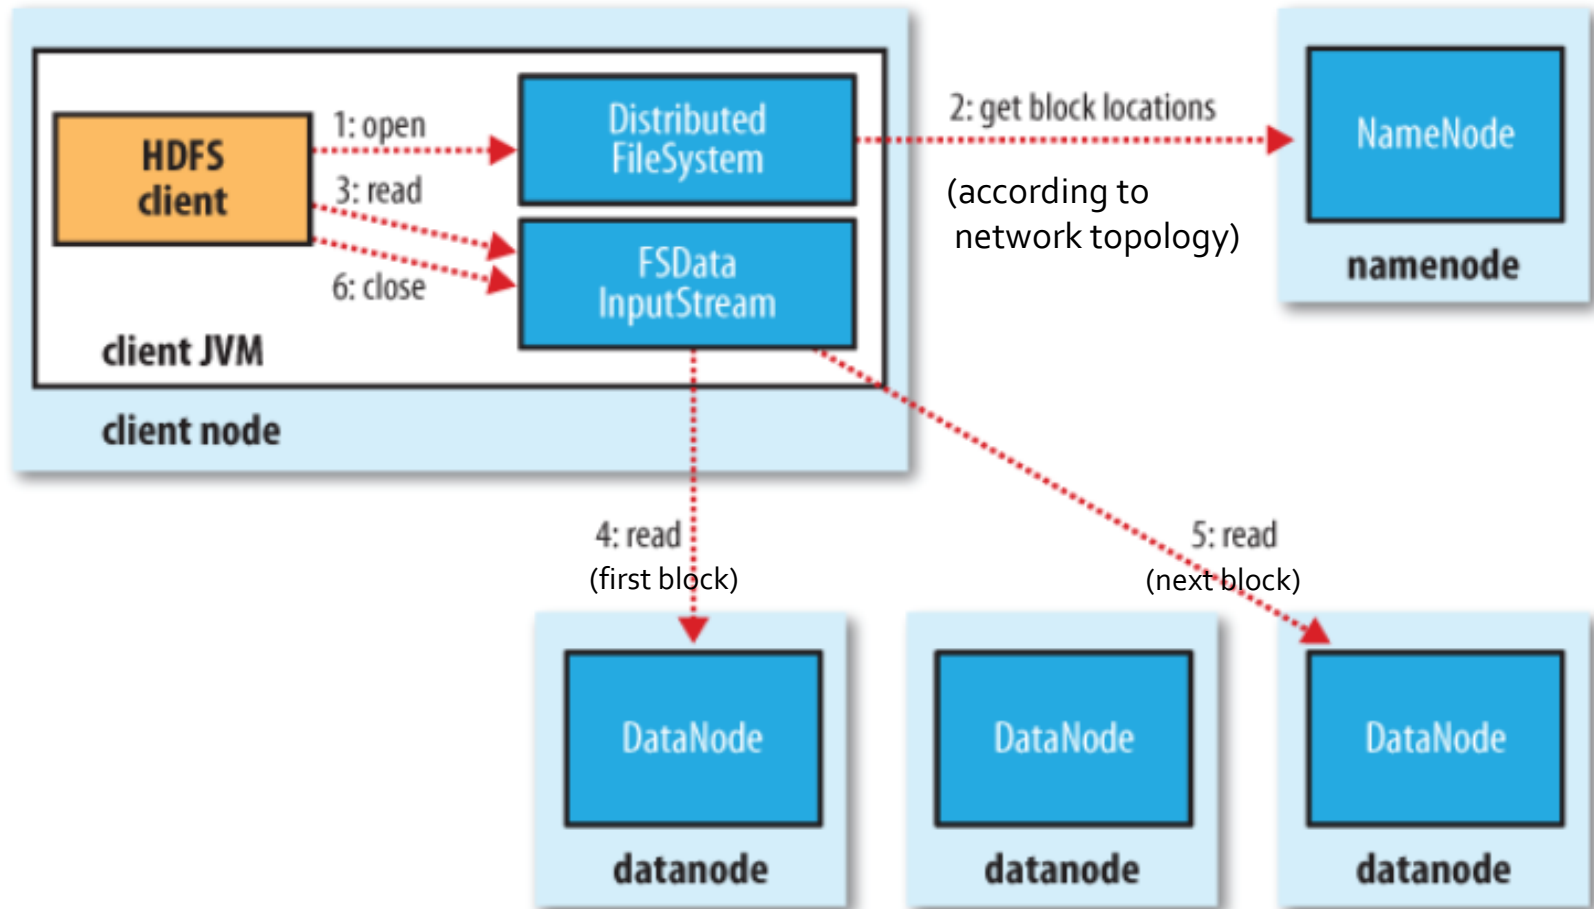 HDFS
client
1: open
3: read
6: close
Distributed
FileSystem
FSData
InputStream
client JVM
client node
2: get block locations
(according to
network topology)
NameNode
namenode
4: read
(first block)
5: read
(next block)
DataNode
datanode
DataNode
datanode
DataNode
datanode